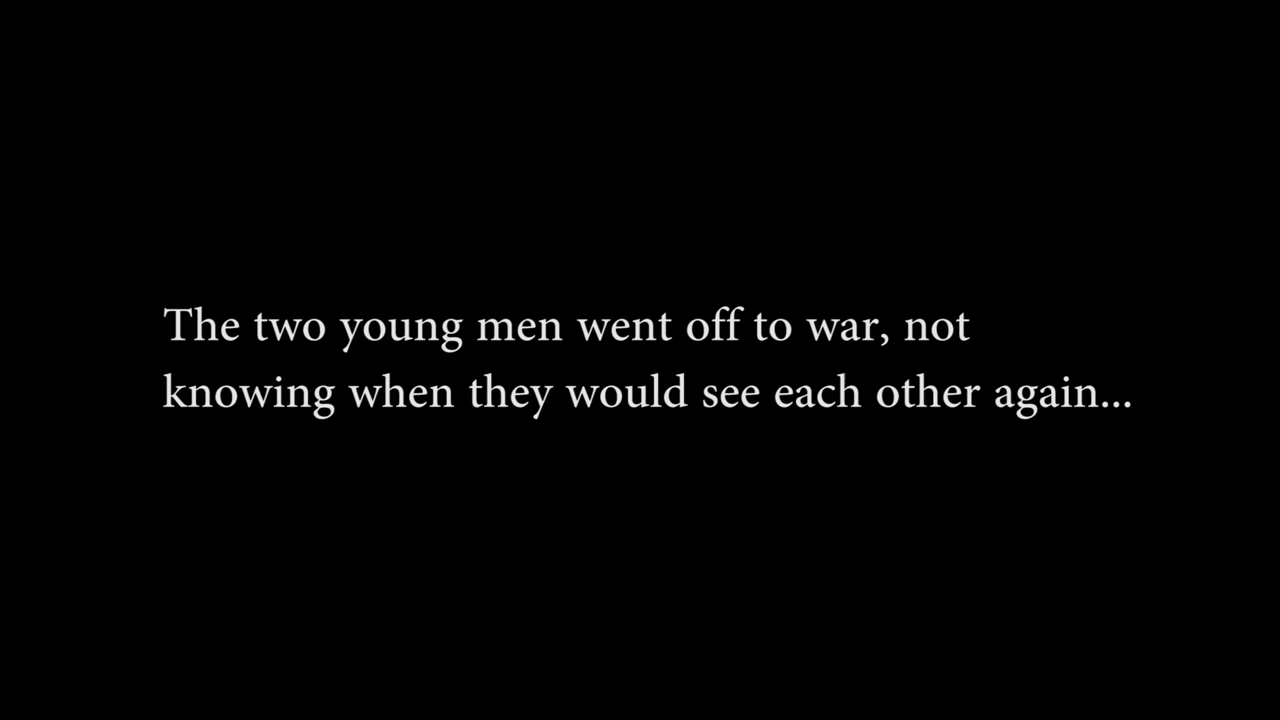 The two young men went off to war, not
knowing when they would see each other again...